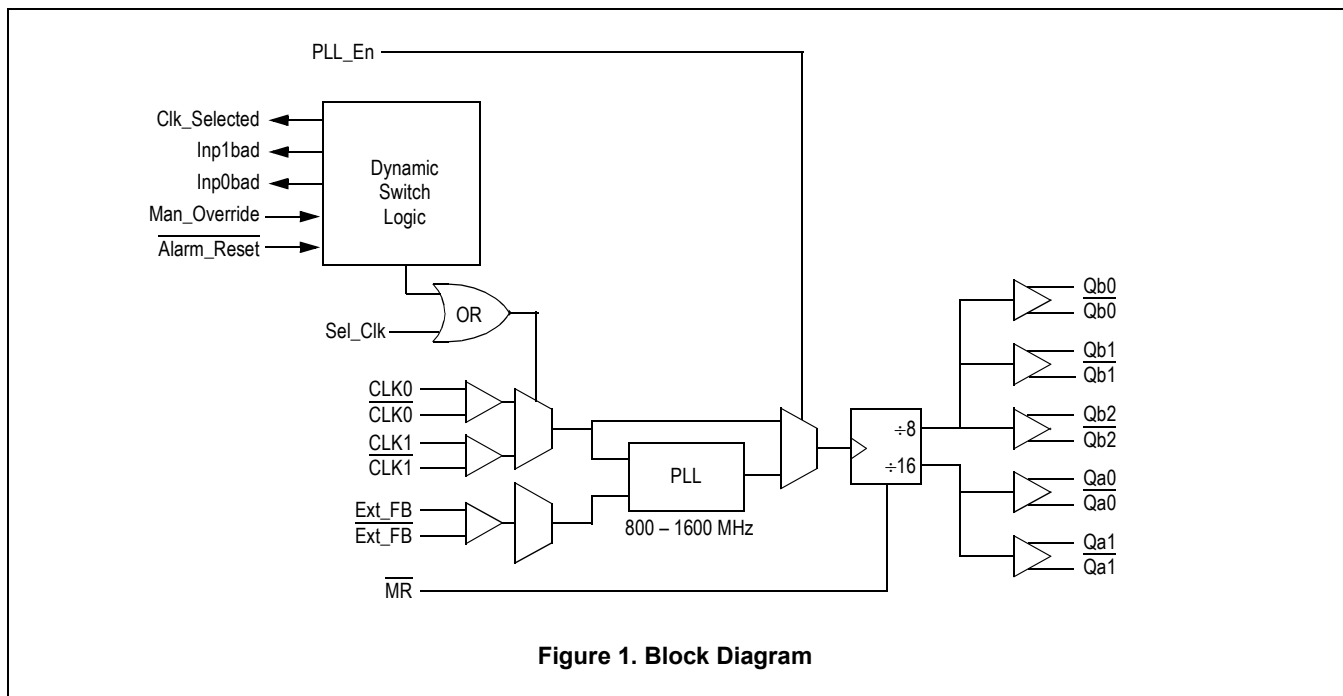 PLL_En
Clk_Selected
Inp1bad
Inp0bad
Man_Override
Alarm_Reset
Dynamic
Switch
Logic
OR
Sel_Clk
CLK0
CLK0
CLK1
CLK1
Ext_FB
Ext_FB
MR
PLL
800 – 1600 MHz
÷8
÷16
Qb0
Qb0
Qb1
Qb1
Qb2
Qb2
Qa0
Qa0
Qa1
Qa1
Figure 1. Block Diagram